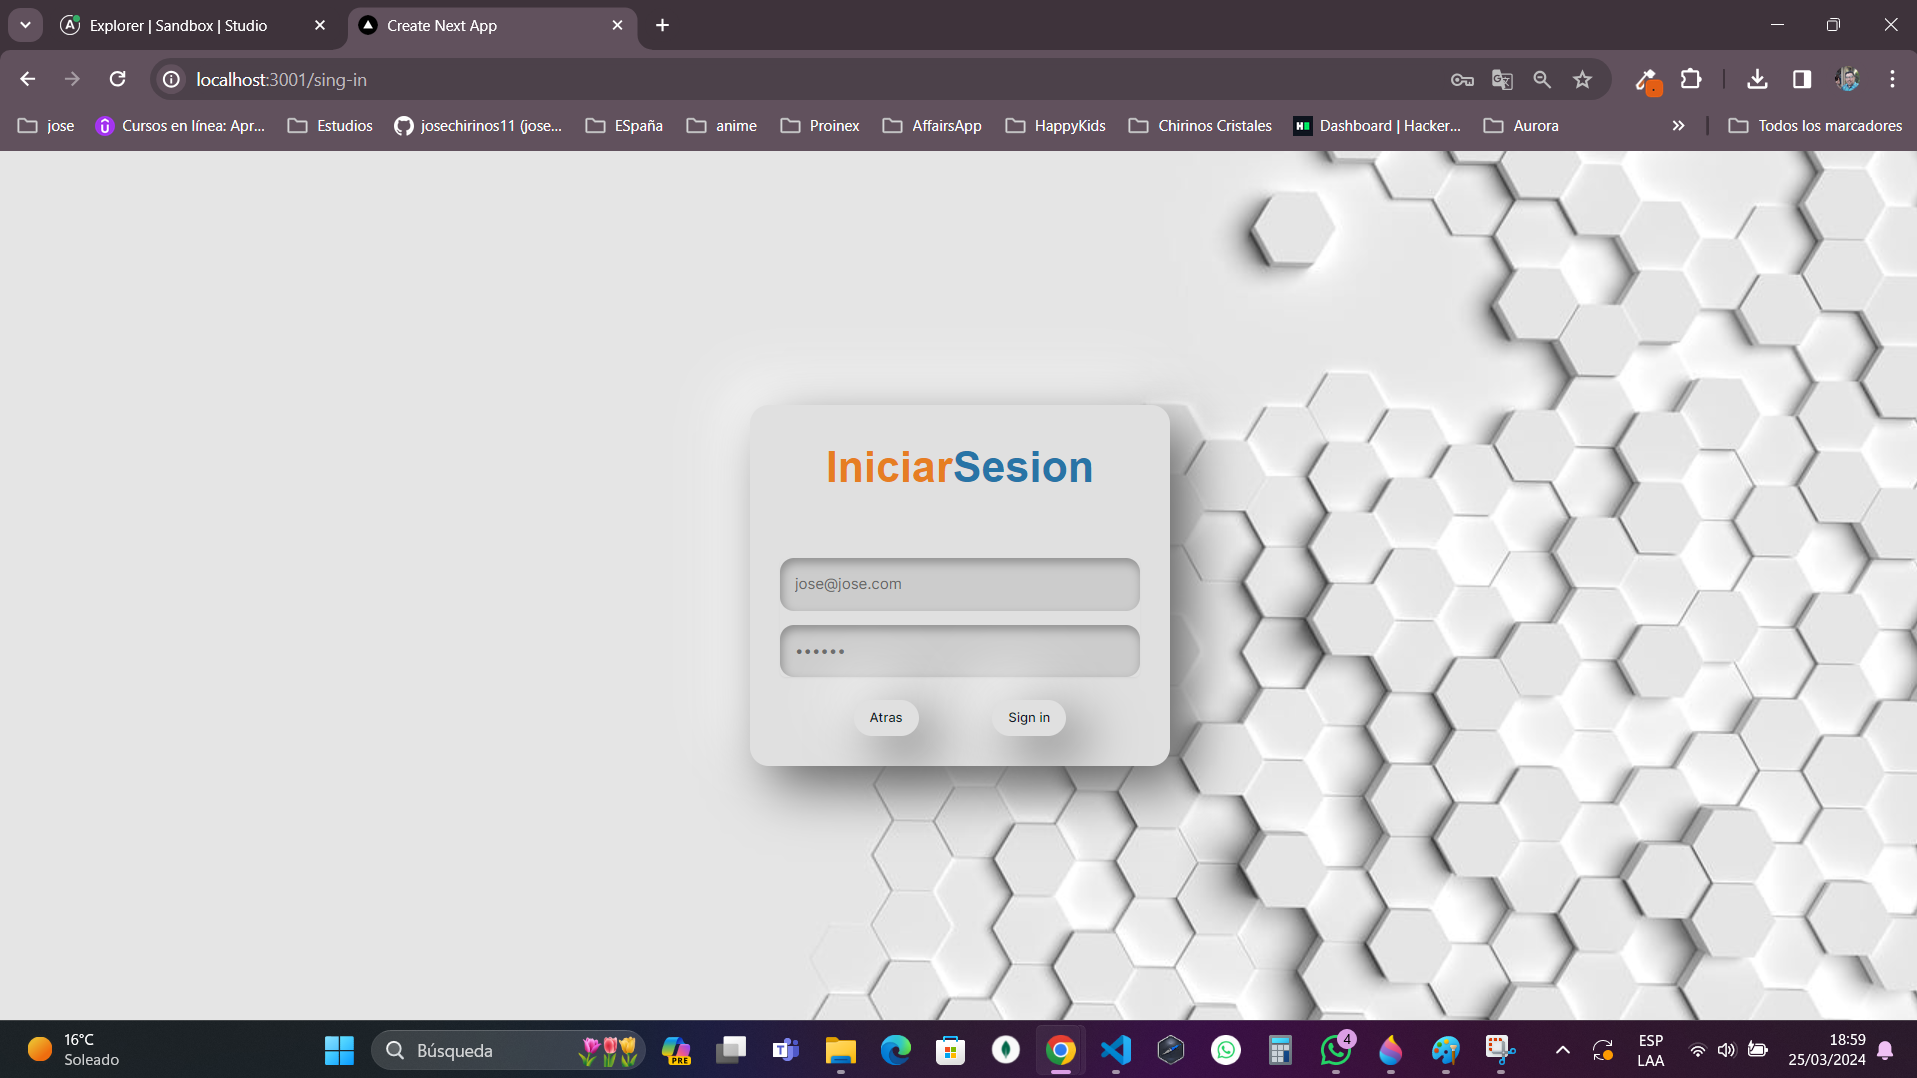 Explorer | Sandbox | Studio
Create Next App
localhost:3001/sing-in
jose
Cursos en línea: Apr...
Estudios
josechirinos11 (jose...
ESpaña
anime
Proinex
AffairsApp
HappyKids
Chirinos Cristales
Dashboard | Hacker...
Aurora
Todos los marcadores
IniciarSesion
jose@jose.com
••••••
Atras
Sign in
16°C
Soleado
Búsqueda
PRE
4
ESP
LAA
18:59
25/03/2024